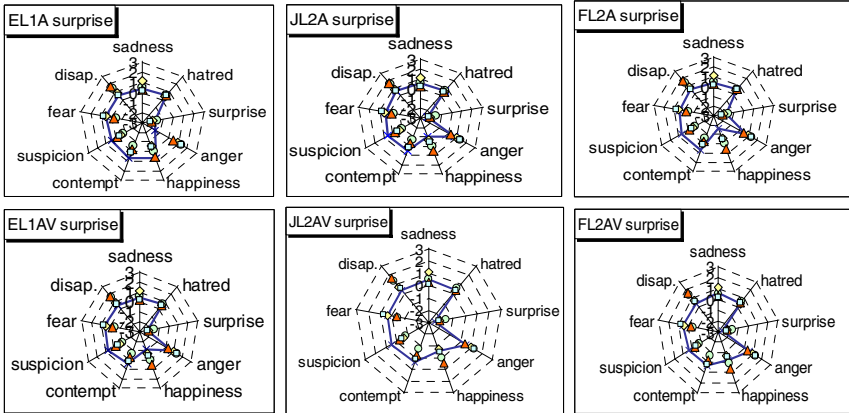 EL1A surprise
sadness
disap.
hatred
fear
surprise
suspicion
anger
contempt
happiness
JL2A surprise
sadness
disap.
hatred
fear
surprise
suspicion
anger
contempt
happiness
FL2A surprise
sadness
disap.
hatred
fear
surprise
suspicion
anger
contempt
happiness
EL1AV surprise
sadness
disap.
hatred
fear
surprise
suspicion
anger
contempt
happiness
JL2AV surprise
sadness
disap.
hatred
fear
surprise
suspicion
anger
contempt
happiness
FL2AV surprise
sadness
disap.
hatred
fear
surprise
suspicion
anger
contempt
happiness